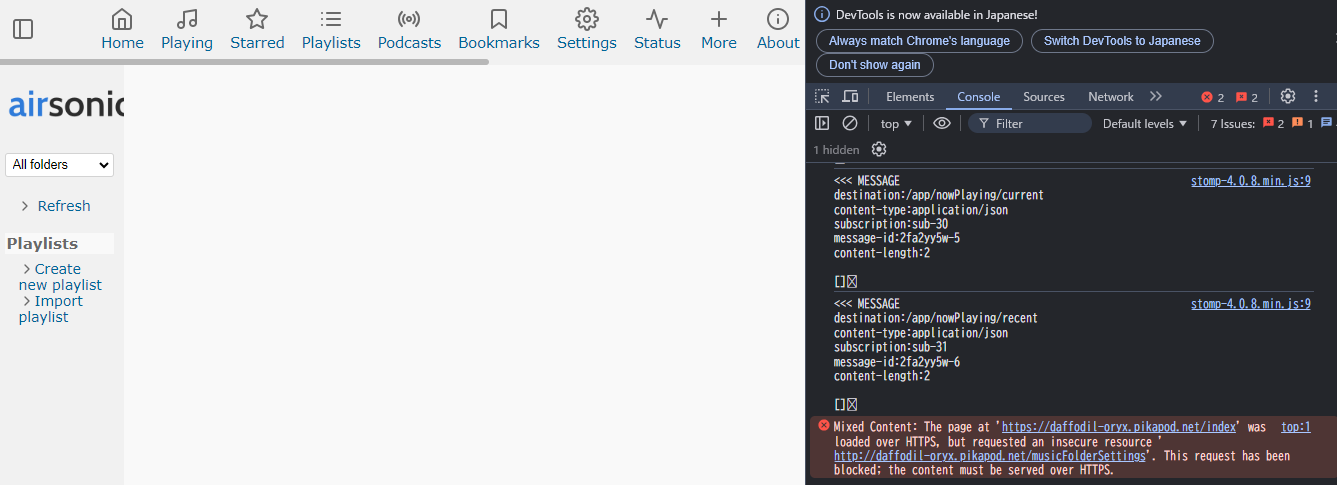 Home
Playing
Starred
Playlists
Podcasts
Bookmarks
Settings
Status
More
About
airsonic
All folders
Refresh
Playlists
Create
new playlist
Import
playlist
DevTools is now available in Japanese!
Always match Chrome's language
Switch DevTools to Japanese
Don't show again
Elements
Console
Sources
Network
2
2
top
Filter
Default levels
7 Issues:
2
1
1 hidden
<<< MESSAGE
stomp-4.0.8.min.js:9
destination:/app/nowPlaying/current
content-type:application/json
subscription:sub-30
message-id:2fa2yy5w-5
content-length:2
[]
<<< MESSAGE
stomp-4.0.8.min.js:9
destination:/app/nowPlaying/recent
content-type:application/json
subscription:sub-31
message-id:2fa2yy5w-6
content-length:2
[]
Mixed Content: The page at 'https://daffodil-oryx.pikapod.net/index' was
top:1
loaded over HTTPS, but requested an insecure resource '
http://daffodil-oryx.pikapod.net/musicFolderSettings'. This request has been
blocked; the content must be served over HTTPS.